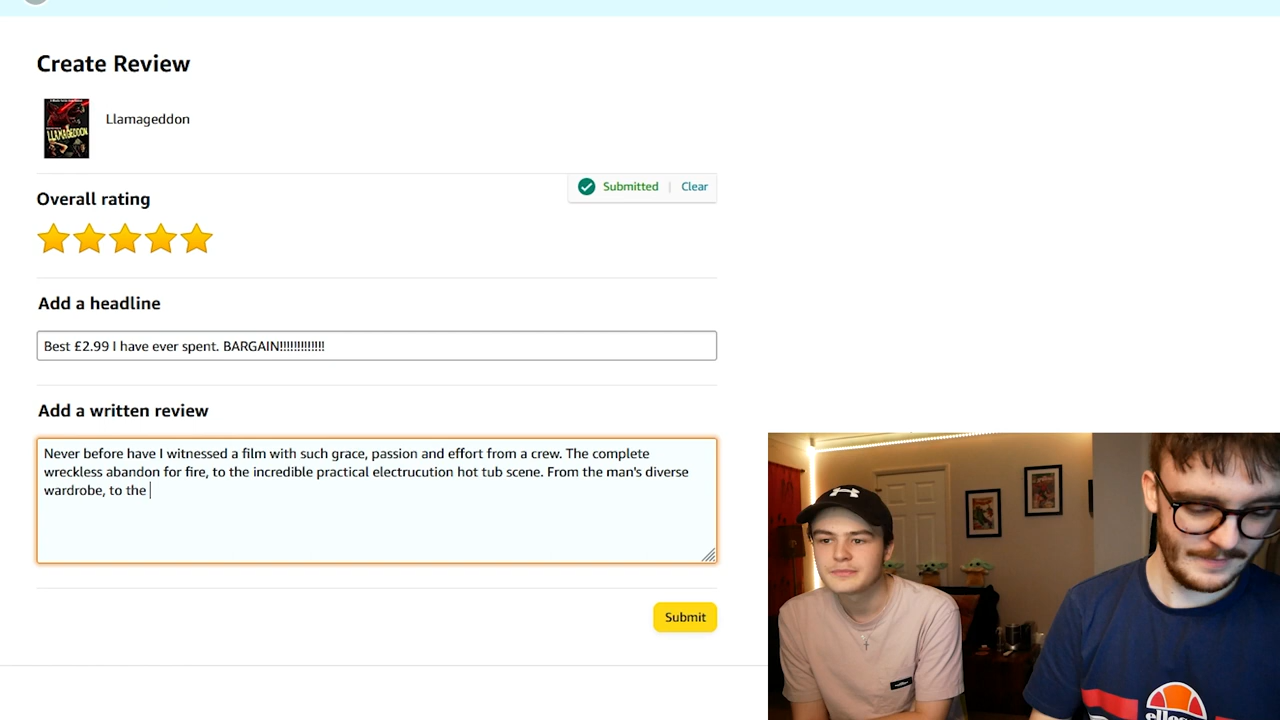 Create Review
LLAMAGEDDON
Llamageddon
Submitted | Clear
Overall rating
Add a headline
Best £2.99 I have ever spent. BARGAIN!!!!!!!!!!!!!
Add a written review
Never before have I witnessed a film with such grace, passion and effort from a crew. The complete
wreckless abandon for fire, to the incredible practical electrucution hot tub scene. From the man's diverse
wardrobe, to the
Submit